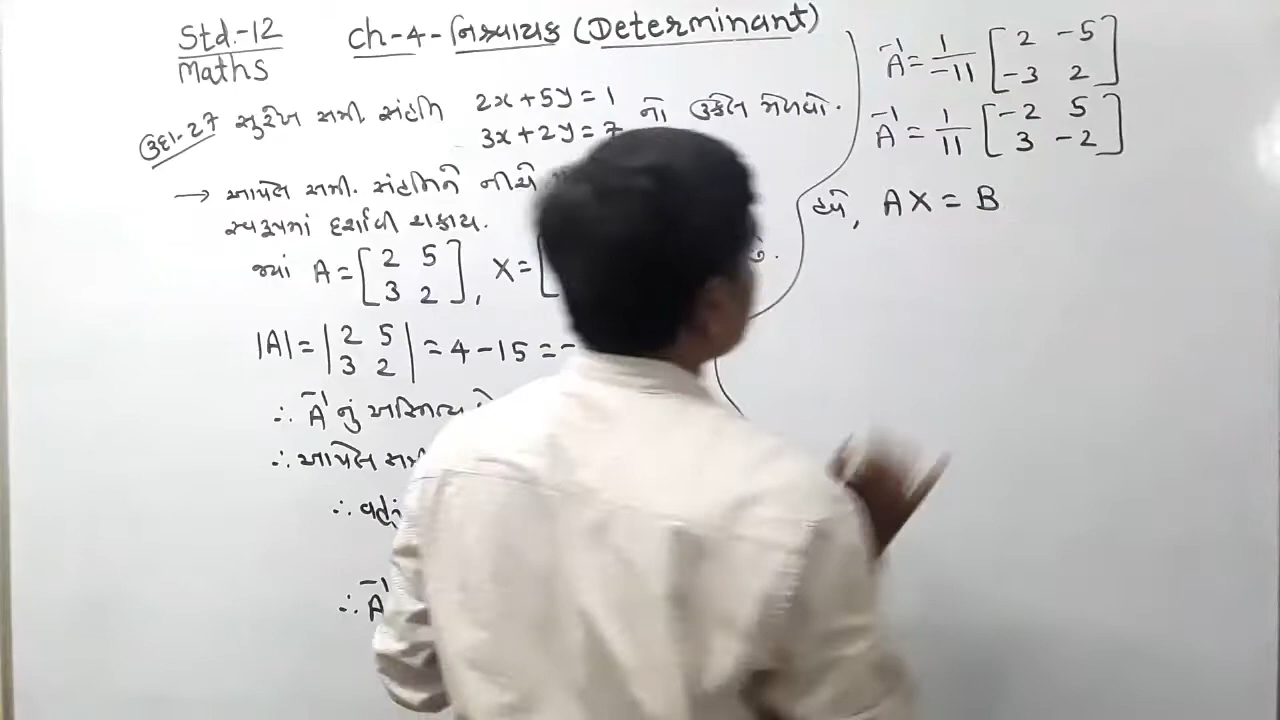 Std.-12
Maths
Ch-4-નિશ્ચાયક (Determinant)
ઉદા.-27 સુરેખ સમી સંહતિ 2x+5y=1
3x+2y=7 નો ઉકેલ મેળવો.
→ આપેલ સમી. સંહતિને નીચે
સ્વરૂપમાં દર્શાવી શકાય.
જ્યાં A = [2 5
3 2], X = [
|A| = |2 5
3 2| = 4-15 = -
∴ A⁻¹ નું અસ્તિત્વ
∴ આપેલ સમી
∴ A⁻¹
A⁻¹ = 1/-11 [2 -5
-3 2]
A⁻¹ = 1/11 [-2 5
3 -2]
હવે, AX = B